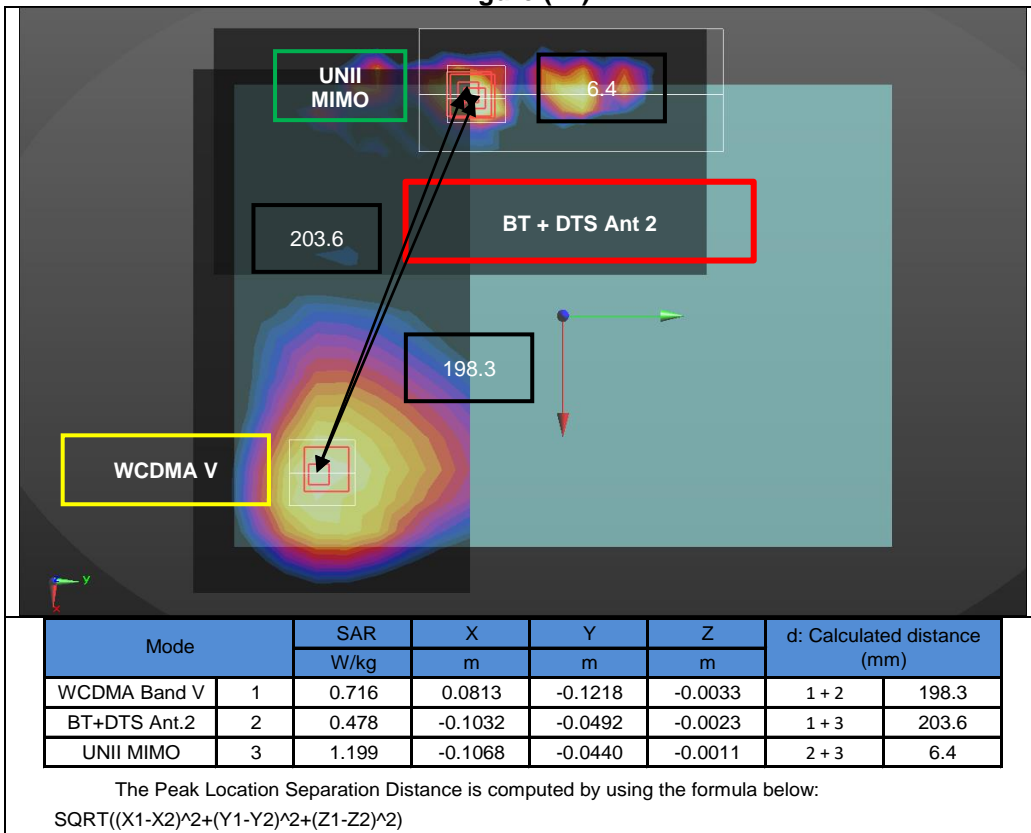 UNII
MIMO
6.4
BT + DTS Ant 2
203.6
198.3
WCDMA V
y
x
Mode SAR X Y Z d: Calculated distance (mm)
W/kg m m m
WCDMA Band V 1 0.716 0.0813 -0.1218 -0.0033 1 + 2 198.3
BT+DTS Ant.2 2 0.478 -0.1032 -0.0492 -0.0023 1 + 3 203.6
UNII MIMO 3 1.199 -0.1068 -0.0440 -0.0011 2 + 3 6.4
The Peak Location Separation Distance is computed by using the formula below:
SQRT((X1-X2)^2+(Y1-Y2)^2+(Z1-Z2)^2)